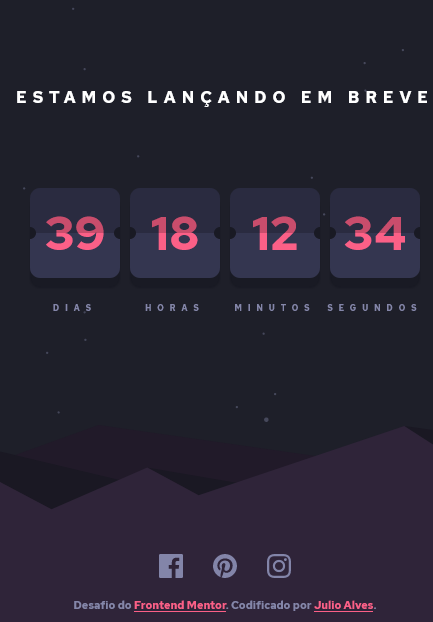 ESTAMOS LANÇANDO EM BREVE
39 18 12 34
DIAS HORAS MINUTOS SEGUNDOS
Desafio do Frontend Mentor. Codificado por Julio Alves.